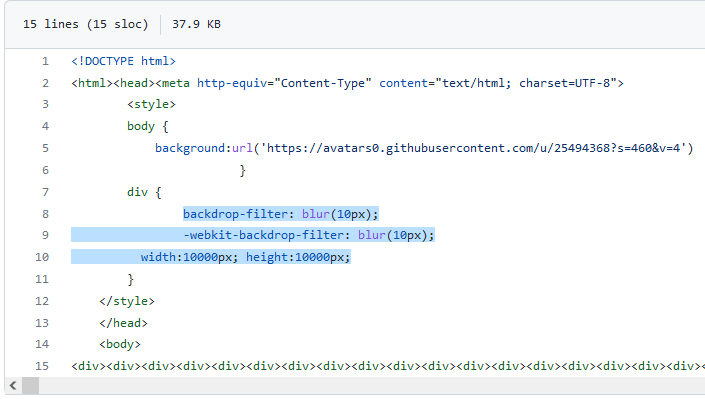 15 lines (15 sloc) 37.9 KB
1 <!DOCTYPE html>
2 <html><head><meta http-equiv="Content-Type" content="text/html; charset=UTF-8">
3 <style>
4 body {
5 background:url('https://avatars0.githubusercontent.com/u/25494368?s=460&v=4')
6 }
7 div {
8 backdrop-filter: blur(10px);
9 -webkit-backdrop-filter: blur(10px);
10 width:10000px; height:10000px;
11 }
12 </style>
13 </head>
14 <body>
15 <div><div><div><div><div><div><div><div><div><div><div><div><div><div><div><div><div><div><